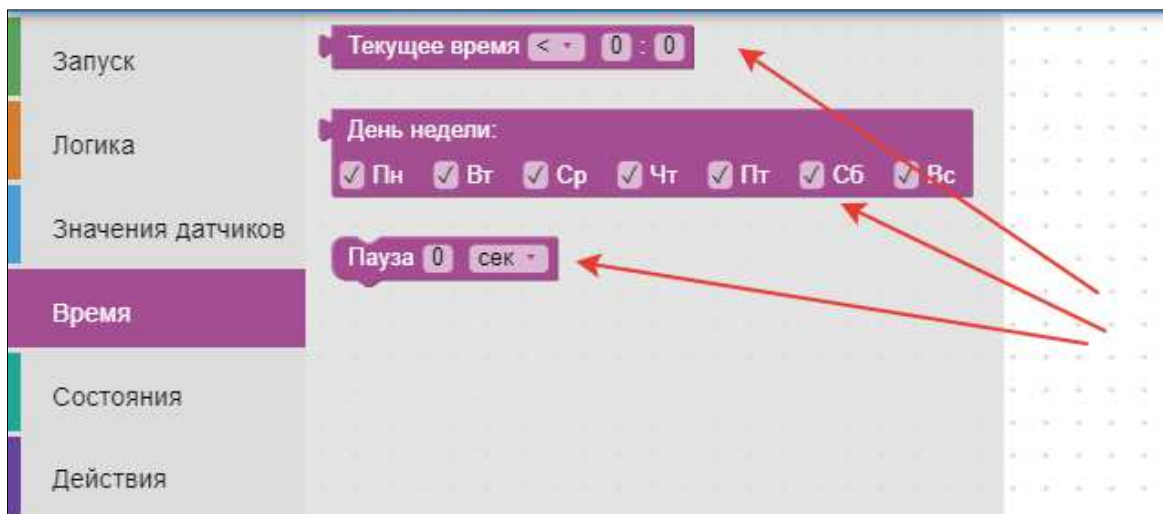 Запуск
Логика
Значения датчиков
Время
Состояния
Действия
Текущее время < 0 : 0
День недели:
Пн Вт Ср Чт Пт Сб Вс
Пауза 0 сек